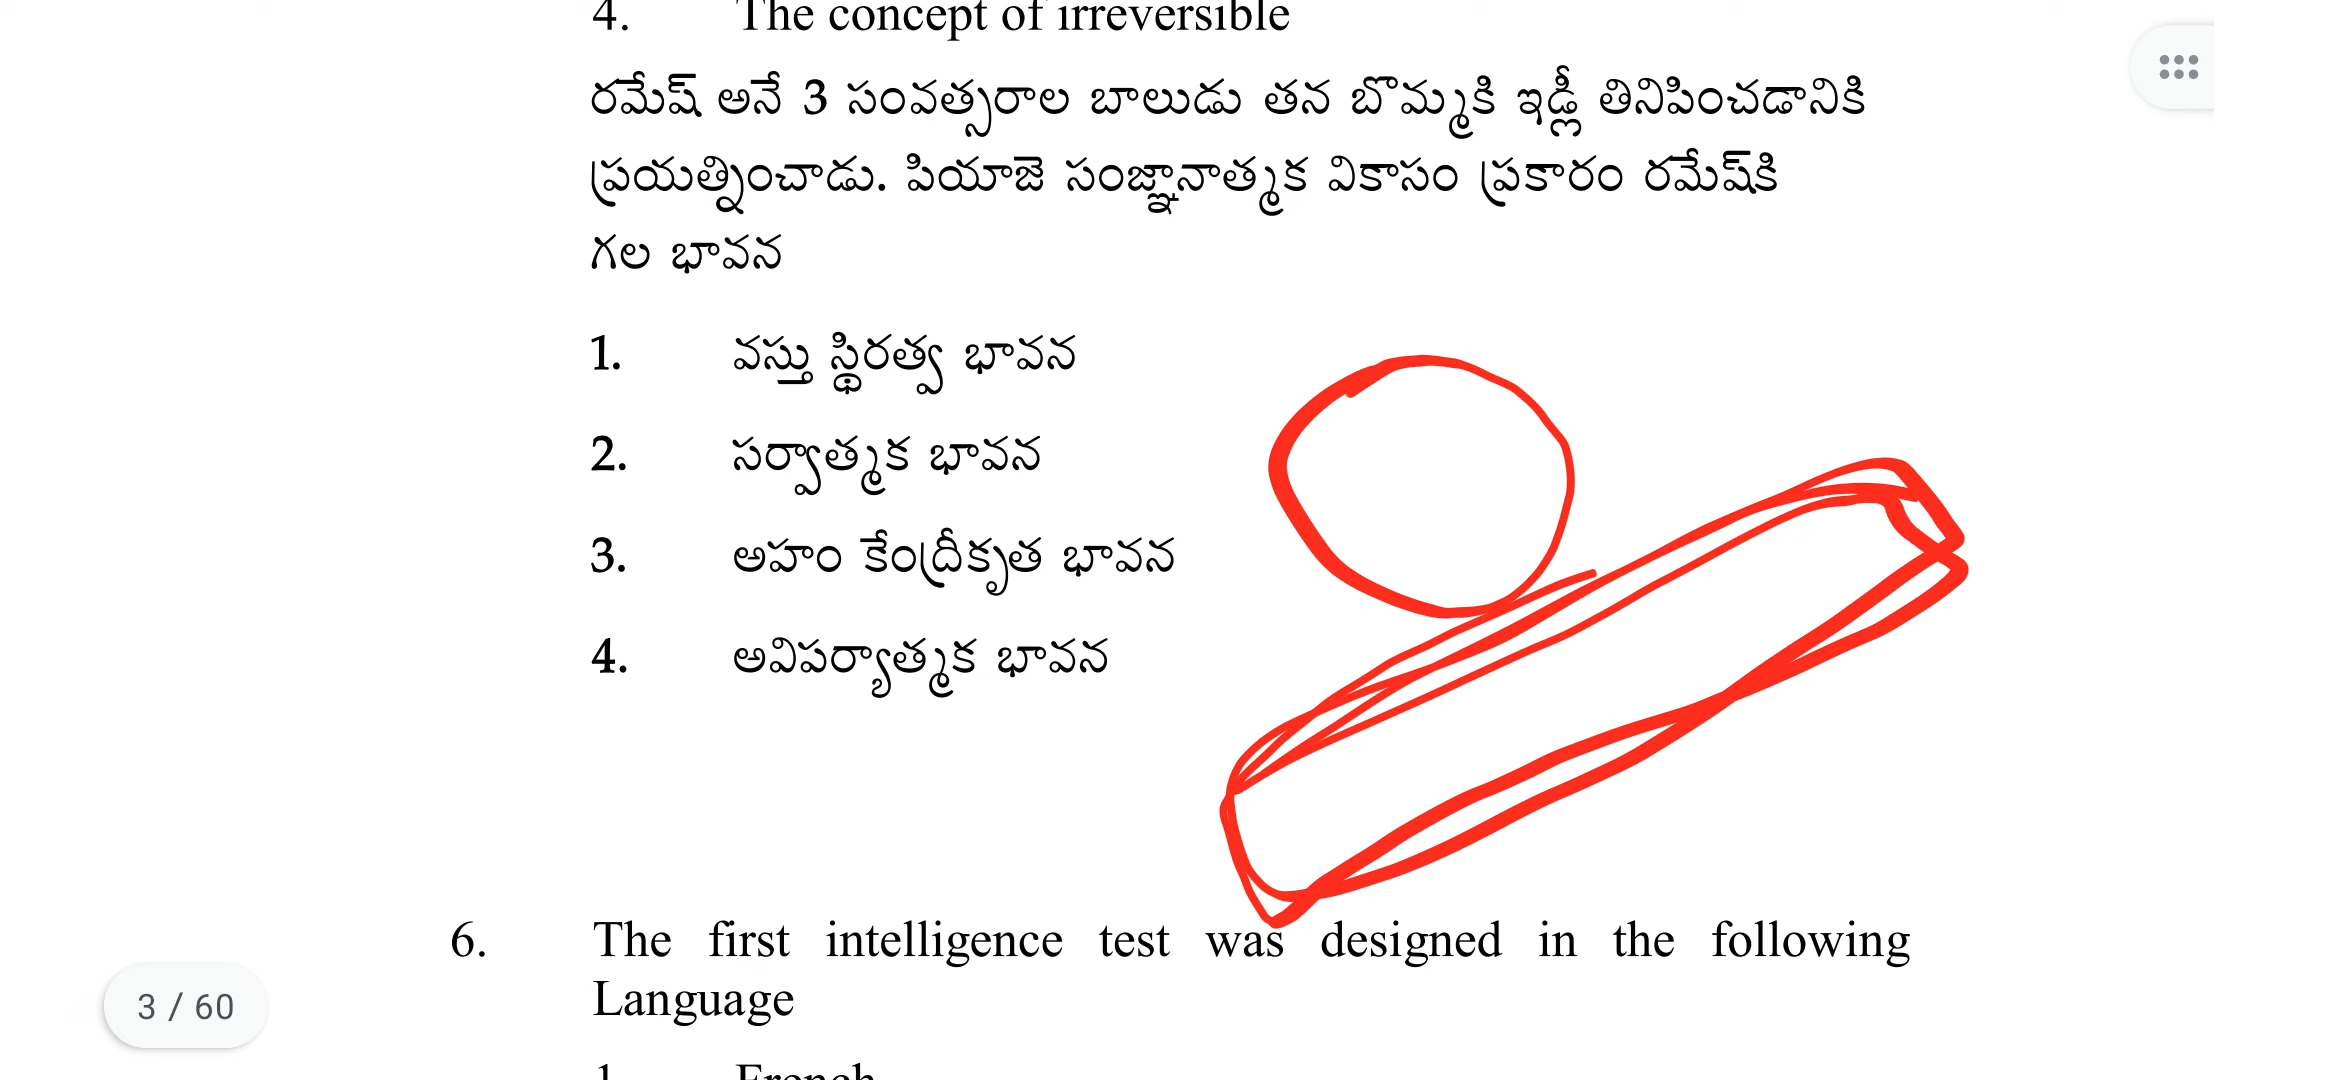 4. The concept of irreversible
రమేష్ అనే 3 సంవత్సరాల బాలుడు తన బొమ్మకి ఇడ్లీ తినిపించడానికి
ప్రయత్నించాడు. పియాజె సంజ్ఞానాత్మక వికాసం ప్రకారం రమేష్‌కి
గల భావన
1. వస్తు స్థిరత్వ భావన
2. సర్వాత్మక భావన
3. అహం కేంద్రీకృత భావన
4. అవిపర్యాత్మక భావన
6. The first intelligence test was designed in the following
Language
1. French
3 / 60